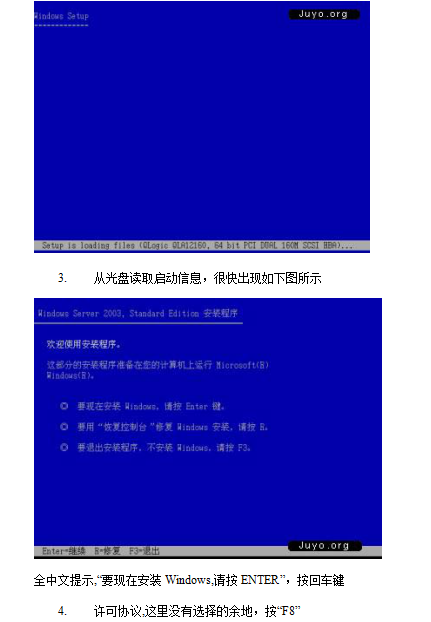 Windows Setup
Juyo.org
Setup is loading files (QLogic QLA12160, 64 bit PCI DUAL 160M SCSI HBA)...
3. 从光盘读取启动信息，很快出现如下图所示
Windows Server 2003, Standard Edition 安装程序
欢迎使用安装程序。
这部分的安装程序准备在您的计算机上运行 Microsoft(R)
Windows(R)。
◎ 要现在安装 Windows，请按 Enter 键。
◎ 要用“恢复控制台”修复 Windows 安装，请按 R。
◎ 要退出安装程序，不安装 Windows，请按 F3。
Enter=继续 R=修复 F3=退出
Juyo.org
全中文提示,“要现在安装 Windows,请按 ENTER”，按回车键
4. 许可协议,这里没有选择的余地，按“F8”